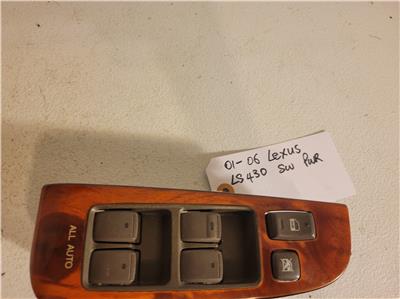 01-06 Lexus
LS430 SW PWR
ALL AUTO